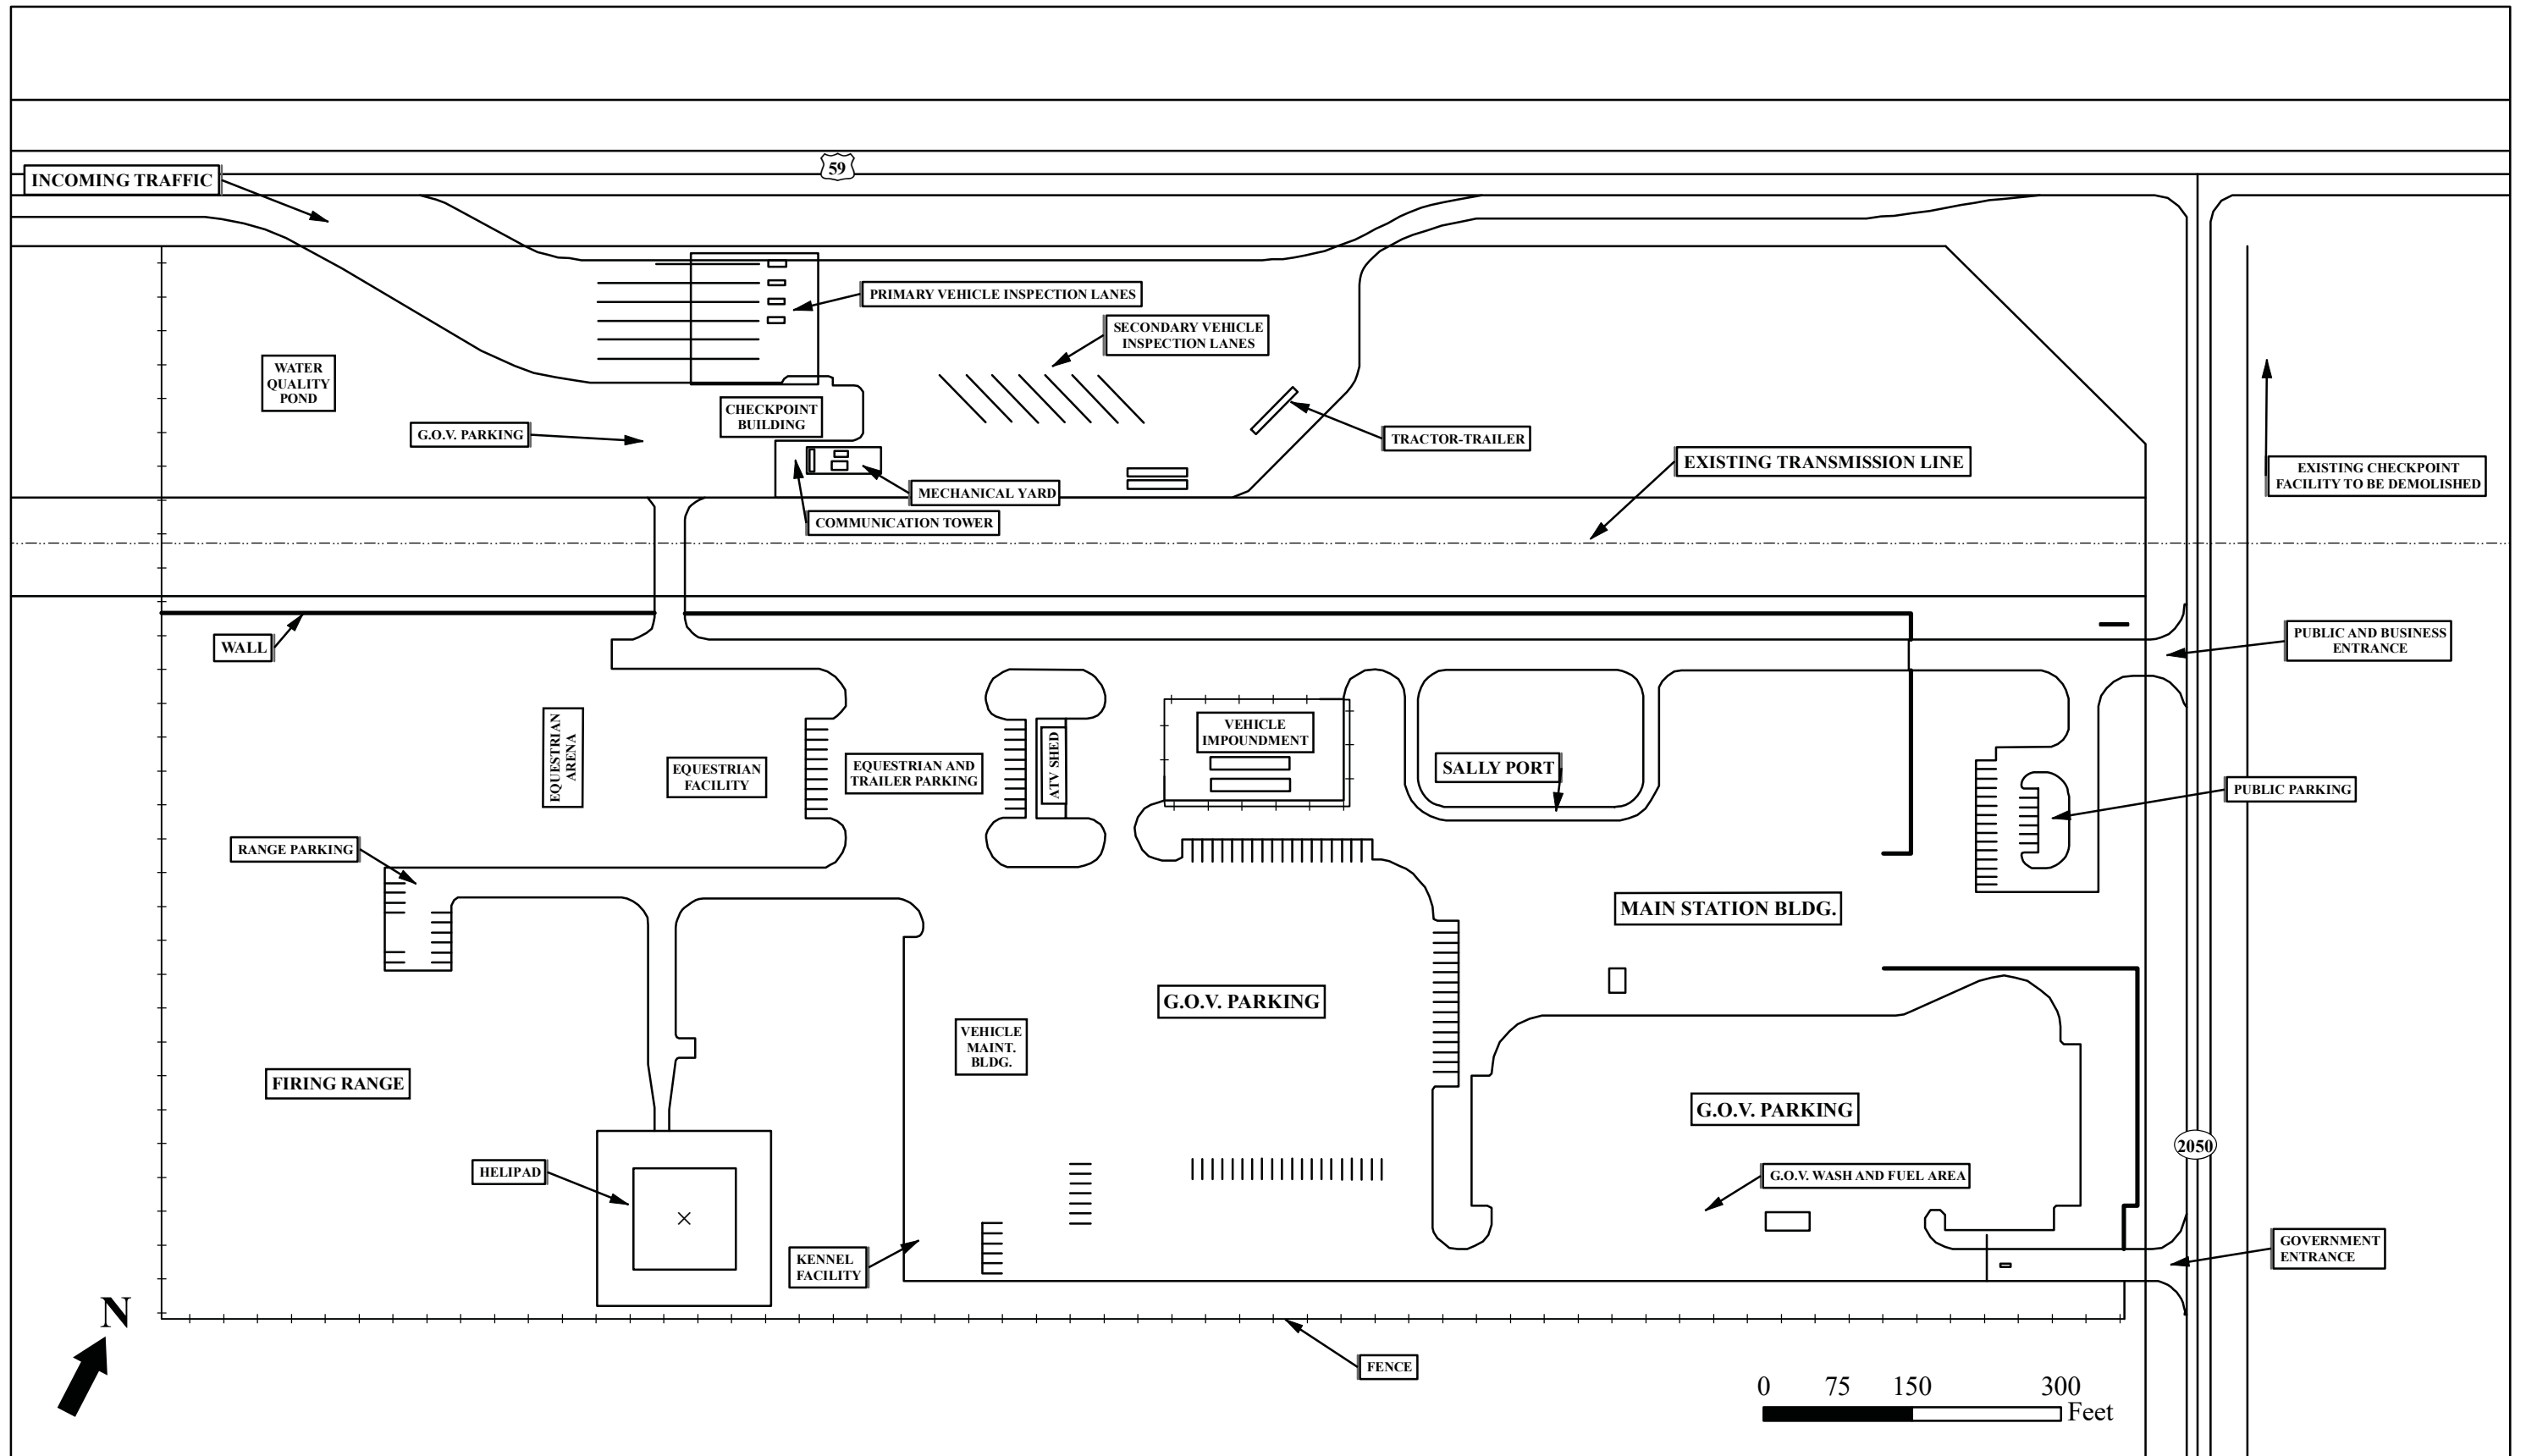 59
INCOMING TRAFFIC
PRIMARY VEHICLE INSPECTION LANES
SECONDARY VEHICLE
INSPECTION LANES
WATER
QUALITY
POND
CHECKPOINT
BUILDING
G.O.V. PARKING
TRACTOR-TRAILER
EXISTING TRANSMISSION LINE
EXISTING CHECKPOINT
FACILITY TO BE DEMOLISHED
MECHANICAL YARD
COMMUNICATION TOWER
WALL
PUBLIC AND BUSINESS
ENTRANCE
EQUESTRIAN
ARENA
EQUESTRIAN
FACILITY
EQUESTRIAN AND
TRAILER PARKING
ATV SHED
VEHICLE
IMPOUNDMENT
SALLY PORT
PUBLIC PARKING
RANGE PARKING
MAIN STATION BLDG.
G.O.V. PARKING
VEHICLE
MAINT.
BLDG.
FIRING RANGE
G.O.V. PARKING
2050
HELIPAD
G.O.V. WASH AND FUEL AREA
KENNEL
FACILITY
GOVERNMENT
ENTRANCE
N
FENCE
0 75 150 300
Feet